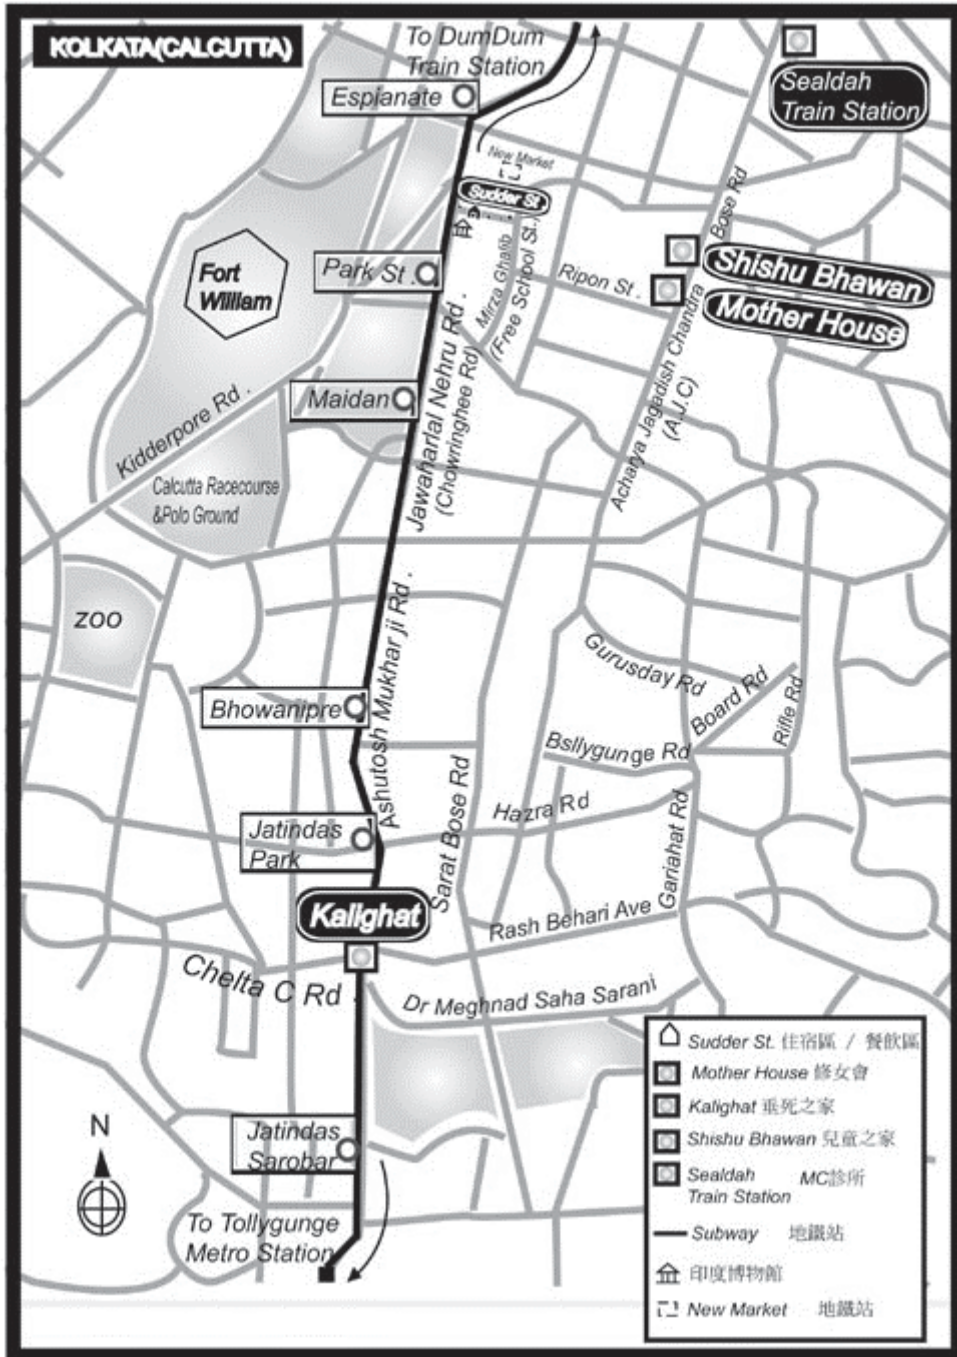 KOLKATA(CALCUTTA)
To DumDum
Train Station
Espianate
Sealdah
Train Station
New Market
Sudder St
Bose Rd
Shishu Bhawan
Mother House
Fort
William
Park St .
Ripon St .
Mirza Ghalib
(Free School St.)
Maidan
Jawaharlal Nehru Rd .
(Chowringhee Rd)
Acharya Jagadish Chandra
(A.J.C)
Kidderpore Rd .
Calcutta Racecourse
&Polo Ground
ZOO
Ashutosh Mukhar ji Rd .
Gurusday Rd
Board Rd
Rifle Rd
Bhowanipre
Bsllygunge Rd
Sarat Bose Rd
Hazra Rd
Gariahat Rd
Jatindas
Park
Kalighat
Rash Behari Ave
Chelta C Rd .
Dr Meghnad Saha Sarani
Jatindas
Sarobar
N
To Tollygunge
Metro Station
Sudder St. 住宿區 / 餐飲區
Mother House 修女會
Kalighat 垂死之家
Shishu Bhawan 兒童之家
Sealdah
Train Station MC診所
Subway 地鐵站
印度博物館
New Market 地鐵站